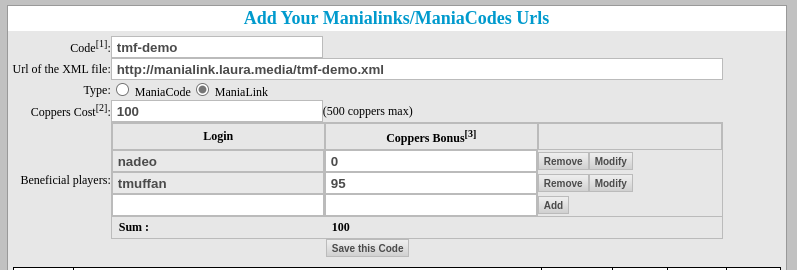 Add Your Manialinks/ManiaCodes Urls
Code[1]: tmf-demo
Url of the XML file: http://manialink.laura.media/tmf-demo.xml
Type: ManiaCode ManiaLink
Coppers Cost[2]: 100 (500 coppers max)
Login Coppers Bonus[3]
nadeo 0 Remove Modify
Beneficial players: tmuffan 95 Remove Modify
Add
Sum : 100
Save this Code